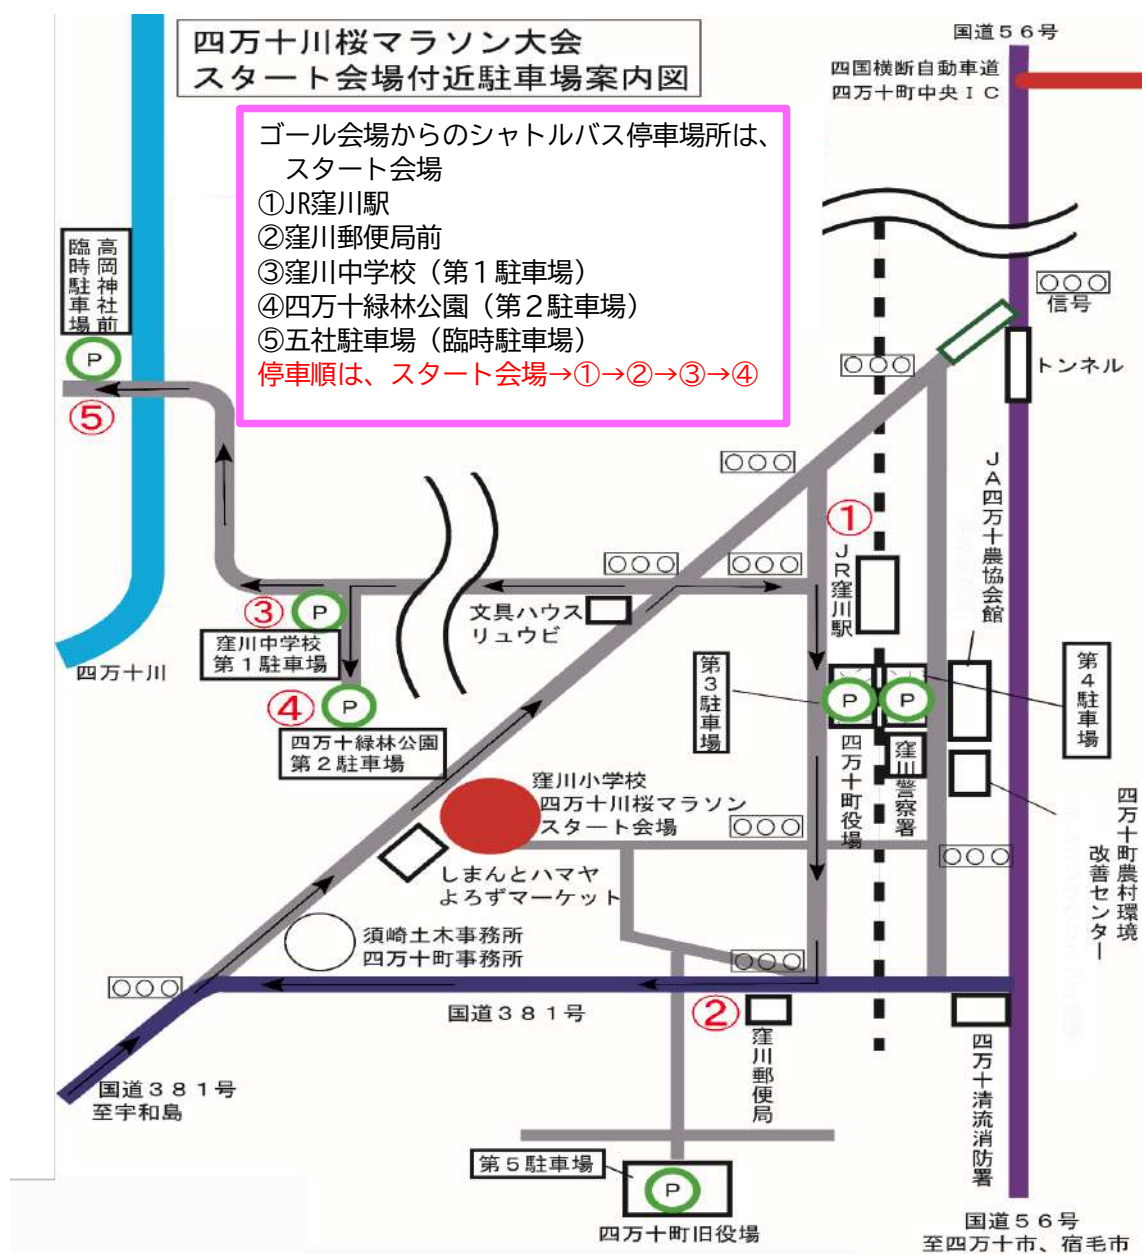 四万十川桜マラソン大会
スタート会場付近駐車場案内図
国道５６号
四国横断自動車道
四万十町中央ＩＣ
ゴール会場からのシャトルバス停車場所は、
スタート会場
①JR窪川駅
②窪川郵便局前
③窪川中学校（第１駐車場）
④四万十緑林公園（第２駐車場）
⑤五社駐車場（臨時駐車場）
停車順は、スタート会場→①→②→③→④
高岡神社前
臨時駐車場
P
⑤
信号
トンネル
①
ＪＲ窪川駅
ＪＡ四万十農協会館
文具ハウス
リュウビ
③
P
窪川中学校
第１駐車場
四万十川
④
P
四万十緑林公園
第２駐車場
第３駐車場
P
P
第４駐車場
四万十町役場
窪川警察署
窪川小学校
四万十川桜マラソン
スタート会場
四万十町農村環境
改善センター
しまんとハマヤ
よろずマーケット
須崎土木事務所
四万十町事務所
国道３８１号
②
窪川郵便局
四万十清流消防署
国道３８１号
至宇和島
第５駐車場
P
四万十町旧役場
国道５６号
至四万十市、宿毛市